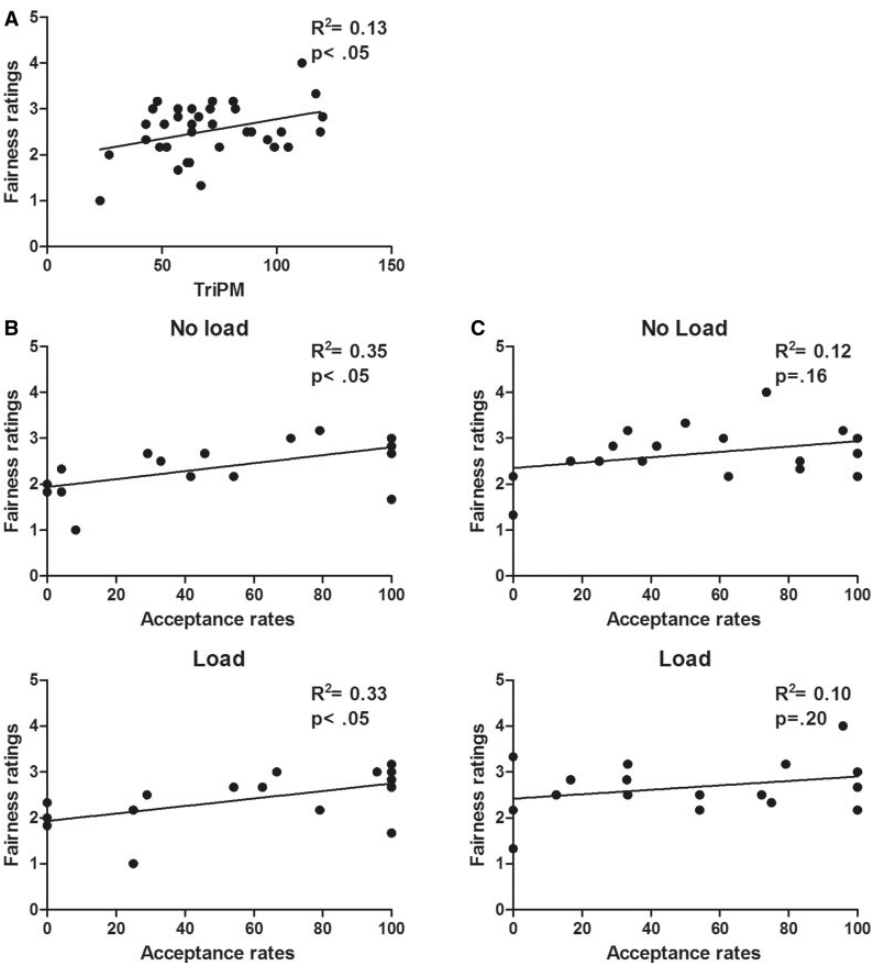 A
5
4
3
2
1
0
Fairness ratings
R²= 0.13
p< .05
0 50 100 150
TriPM
B
No load
5
4
3
2
1
0
Fairness ratings
R²= 0.35
p< .05
0 20 40 60 80 100
Acceptance rates
Load
5
4
3
2
1
0
Fairness ratings
R²= 0.33
p< .05
0 20 40 60 80 100
Acceptance rates
C
No Load
5
4
3
2
1
0
Fairness ratings
R²= 0.12
p=.16
0 20 40 60 80 100
Acceptance rates
Load
5
4
3
2
1
0
Fairness ratings
R²= 0.10
p=.20
0 20 40 60 80 100
Acceptance rates